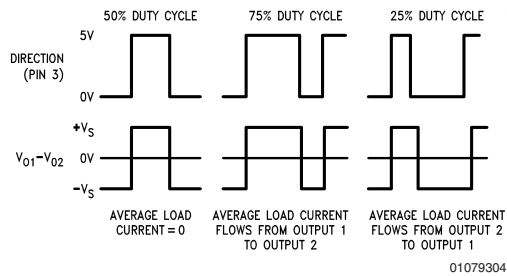 50% DUTY CYCLE
75% DUTY CYCLE
25% DUTY CYCLE
5V
DIRECTION
(PIN 3)
0V
+VS
VO1–VO2
0V
–VS
AVERAGE LOAD
CURRENT = 0
AVERAGE LOAD CURRENT
FLOWS FROM OUTPUT 1
TO OUTPUT 2
AVERAGE LOAD CURRENT
FLOWS FROM OUTPUT 2
TO OUTPUT 1
01079304